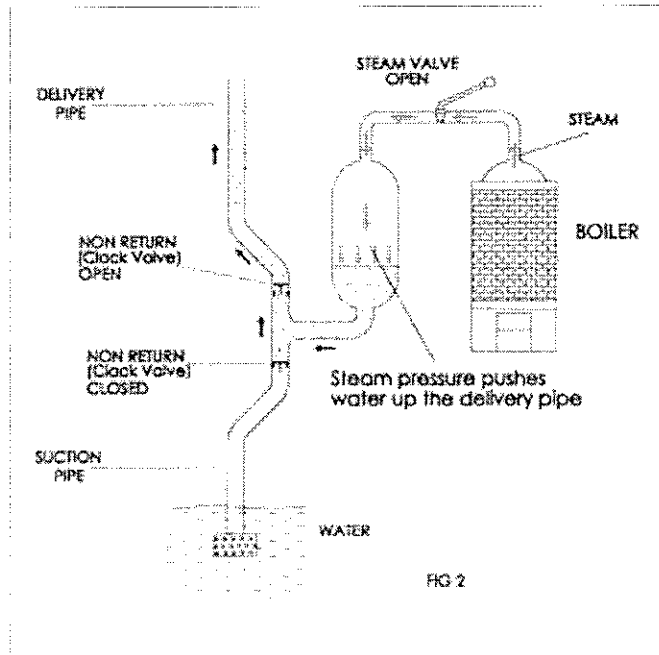 STEAM VALVE
OPEN
DELIVERY
PIPE
STEAM
BOILER
NON RETURN
(Clack Valve)
OPEN
NON RETURN
(Clack Valve)
CLOSED
Steam pressure pushes
water up the delivery pipe
SUCTION
PIPE
WATER
FIG 2